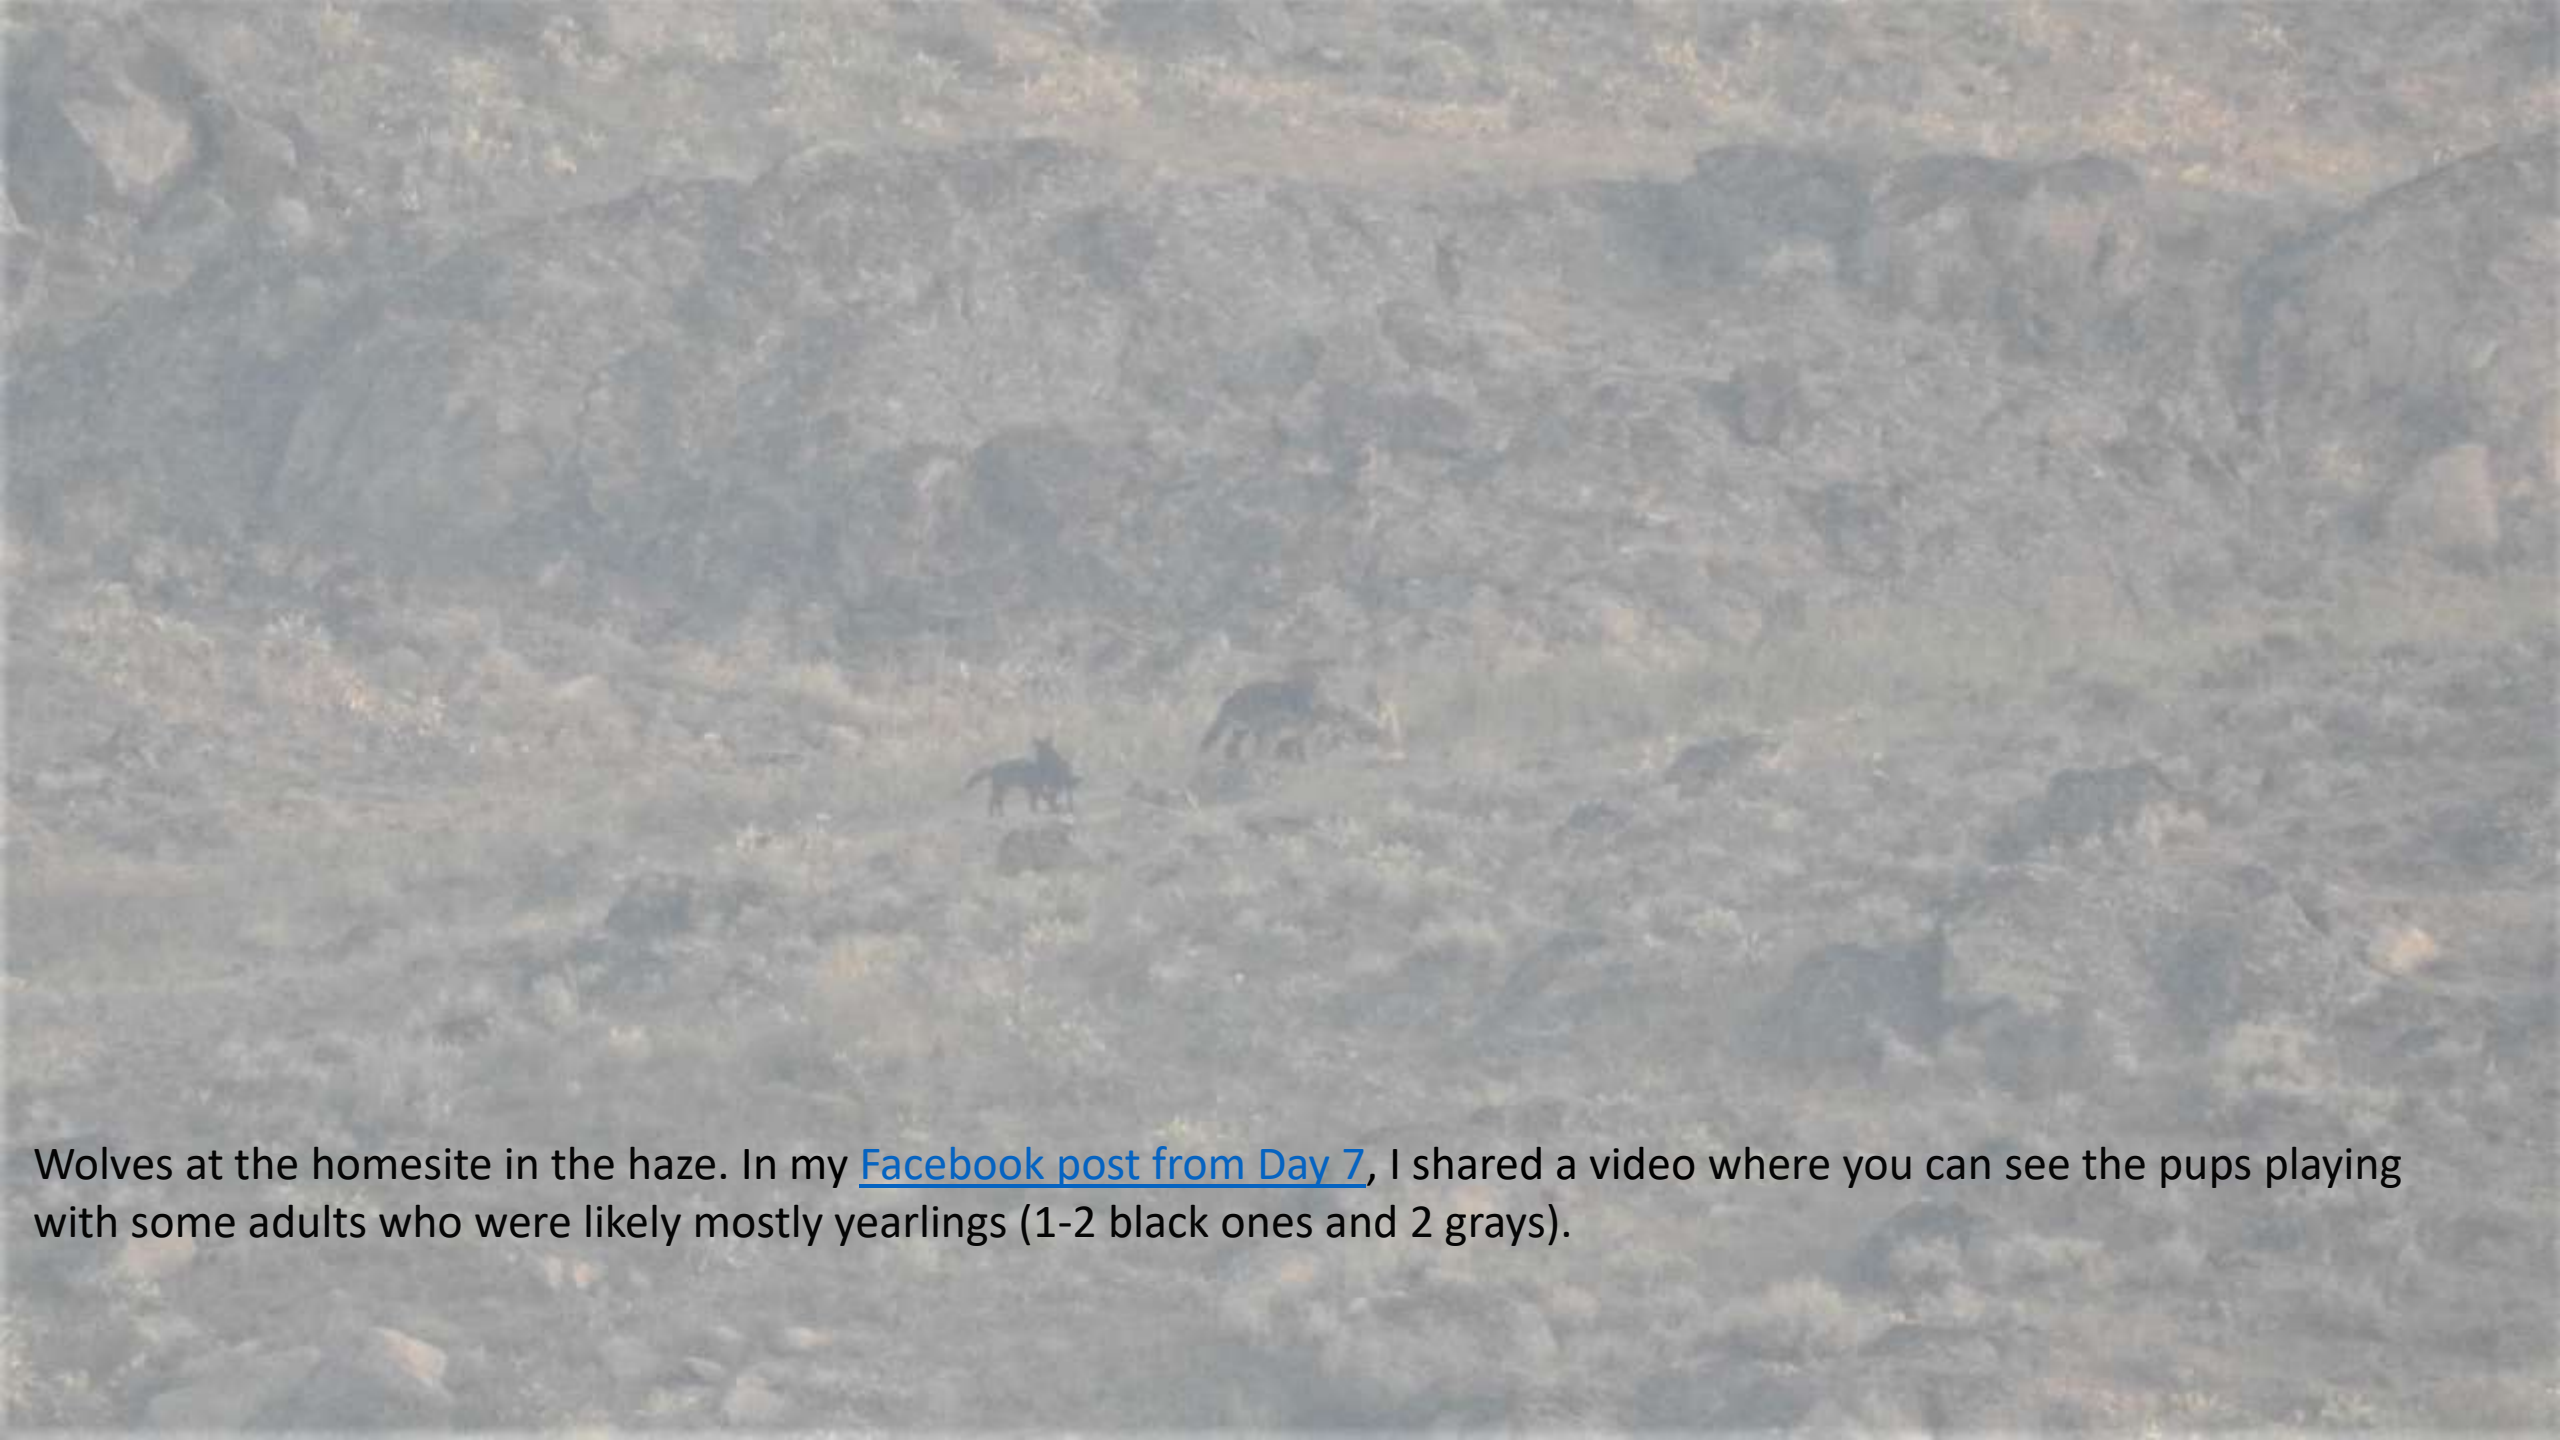 Wolves at the homesite in the haze. In my Facebook post from Day 7, I shared a video where you can see the pups playing
with some adults who were likely mostly yearlings (1-2 black ones and 2 grays).